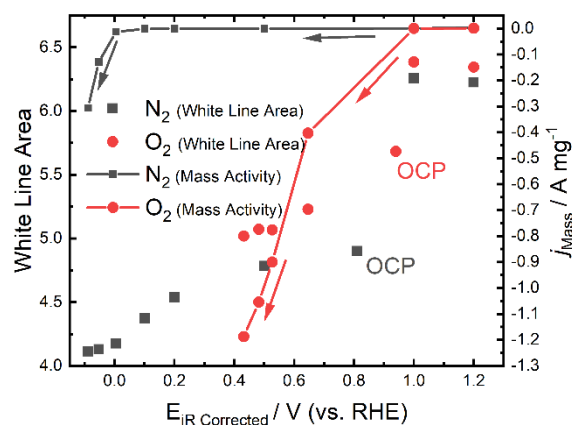 6.75
6.5
6.0
5.5
5.0
4.5
4.0
White Line Area
N2 (White Line Area)
O2 (White Line Area)
N2 (Mass Activity)
O2 (Mass Activity)
OCP
OCP
0.0
-0.1
-0.2
-0.3
-0.4
-0.5
-0.6
-0.7
-0.8
-0.9
-1.0
-1.1
-1.2
-1.3
jMass / A mg-1
0.0 0.2 0.4 0.6 0.8 1.0 1.2
EiR Corrected / V (vs. RHE)